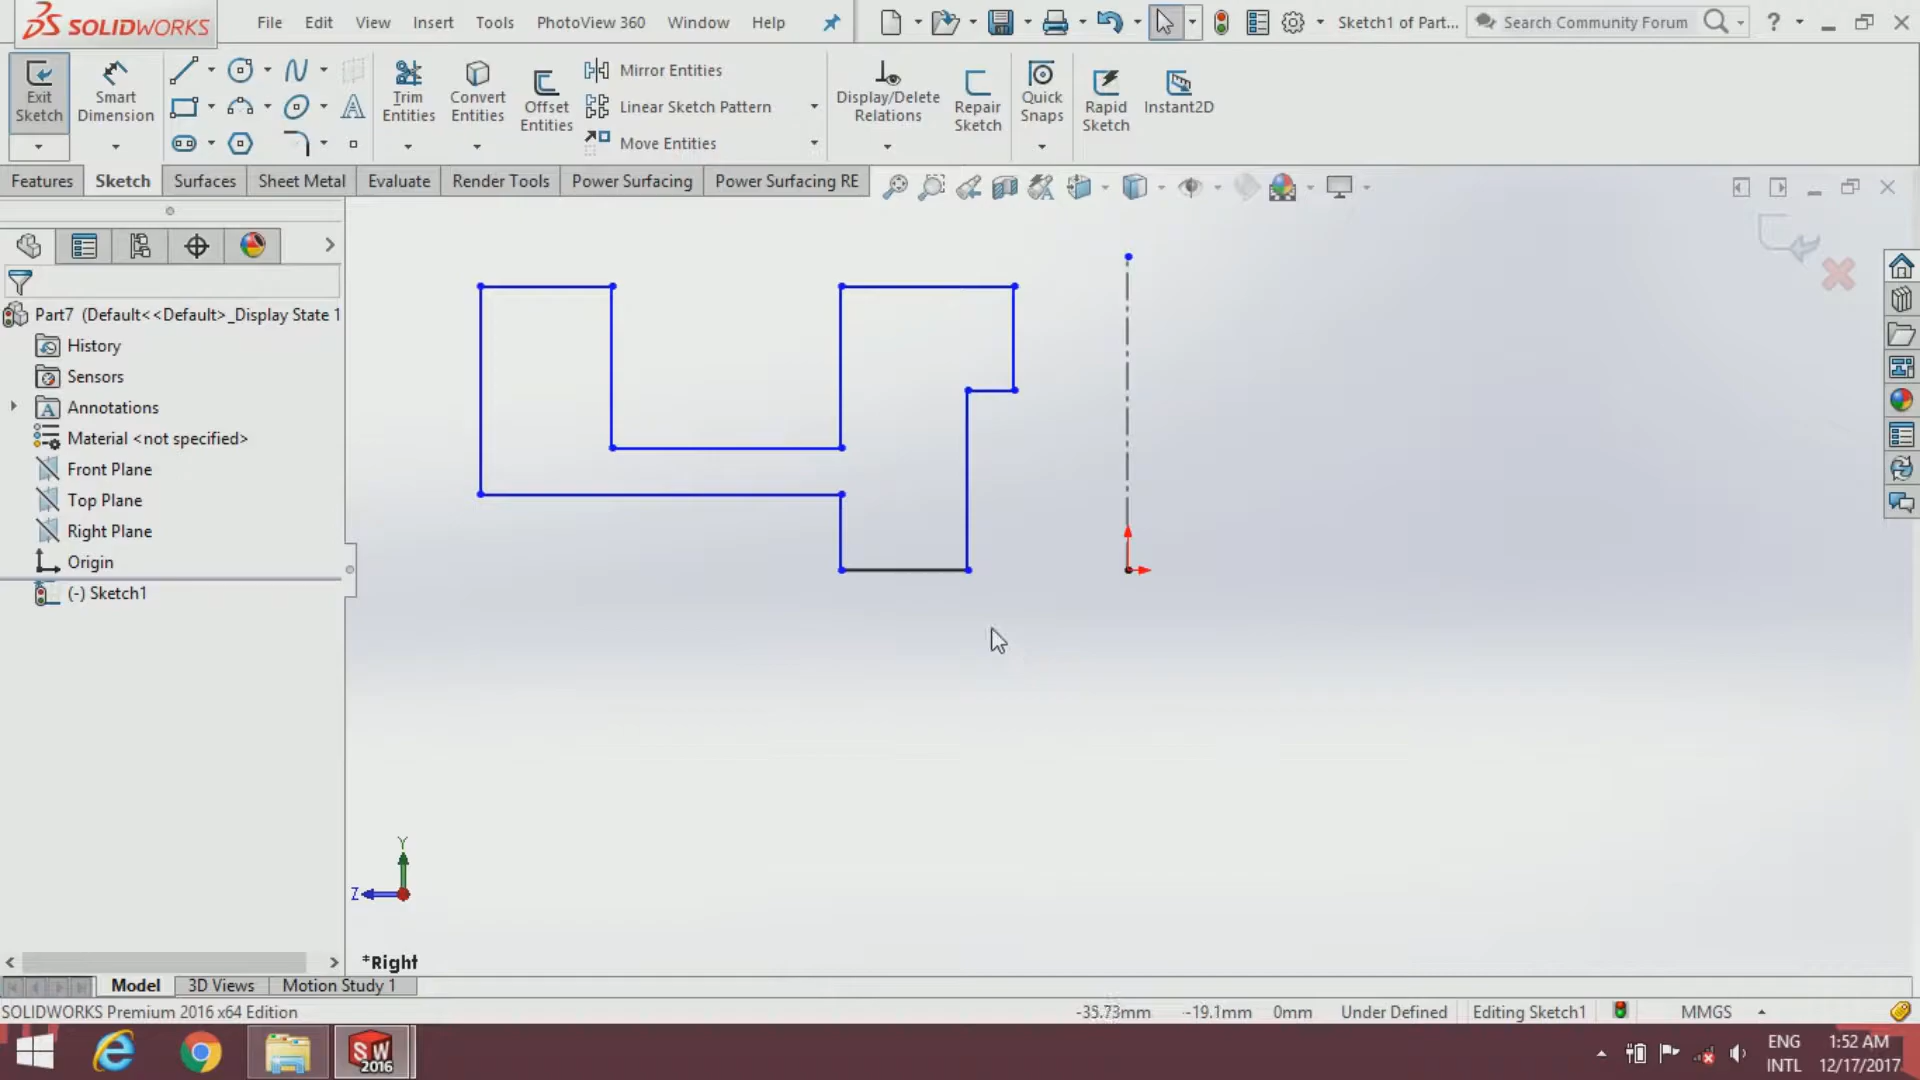 SOLIDWORKS
File Edit View Insert Tools PhotoView 360 Window Help
Sketch1 of Part...
Search Community Forum
?
Exit Sketch
Smart Dimension
Trim Entities
Convert Entities
Offset Entities
Mirror Entities
Linear Sketch Pattern
Move Entities
Display/Delete Relations
Repair Sketch
Quick Snaps
Rapid Sketch
Instant2D
Features Sketch Surfaces Sheet Metal Evaluate Render Tools Power Surfacing Power Surfacing RE
Part7 (Default<<Default>_Display State 1
History
Sensors
Annotations
Material <not specified>
Front Plane
Top Plane
Right Plane
Origin
(-) Sketch1
Y
Z
*Right
Model 3D Views Motion Study 1
SOLIDWORKS Premium 2016 x64 Edition
-35.73mm -19.1mm 0mm Under Defined Editing Sketch1 MMGS
SW 2016
ENG 1:52 AM
INTL 12/17/2017